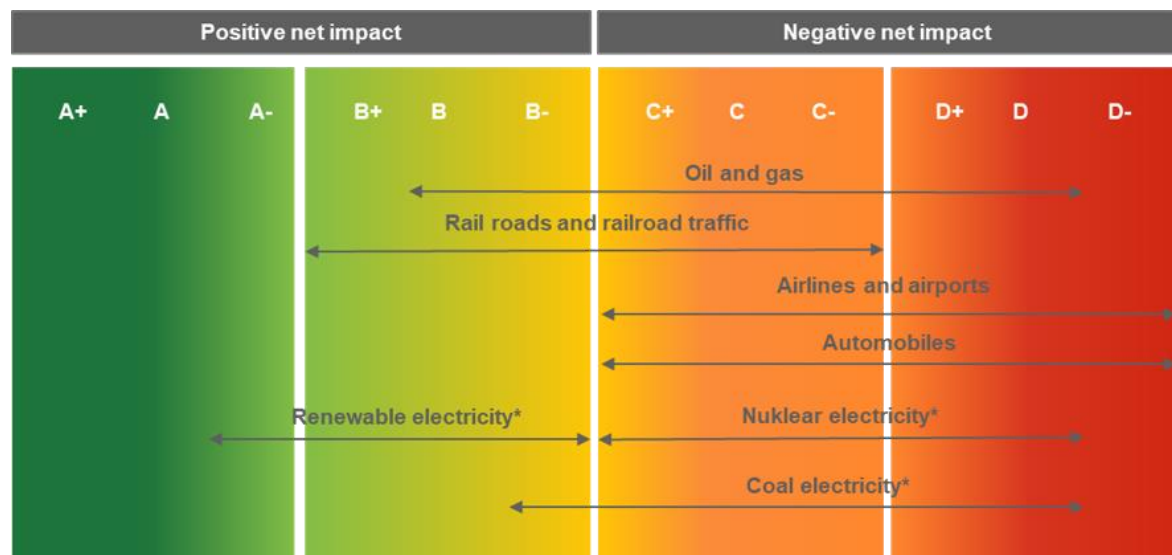 Positive net impact Negative net impact
A+ A A- B+ B B- C+ C C- D+ D D-
Oil and gas
Rail roads and railroad traffic
Airlines and airports
Automobiles
Renewable electricity* Nuklear electricity*
Coal electricity*